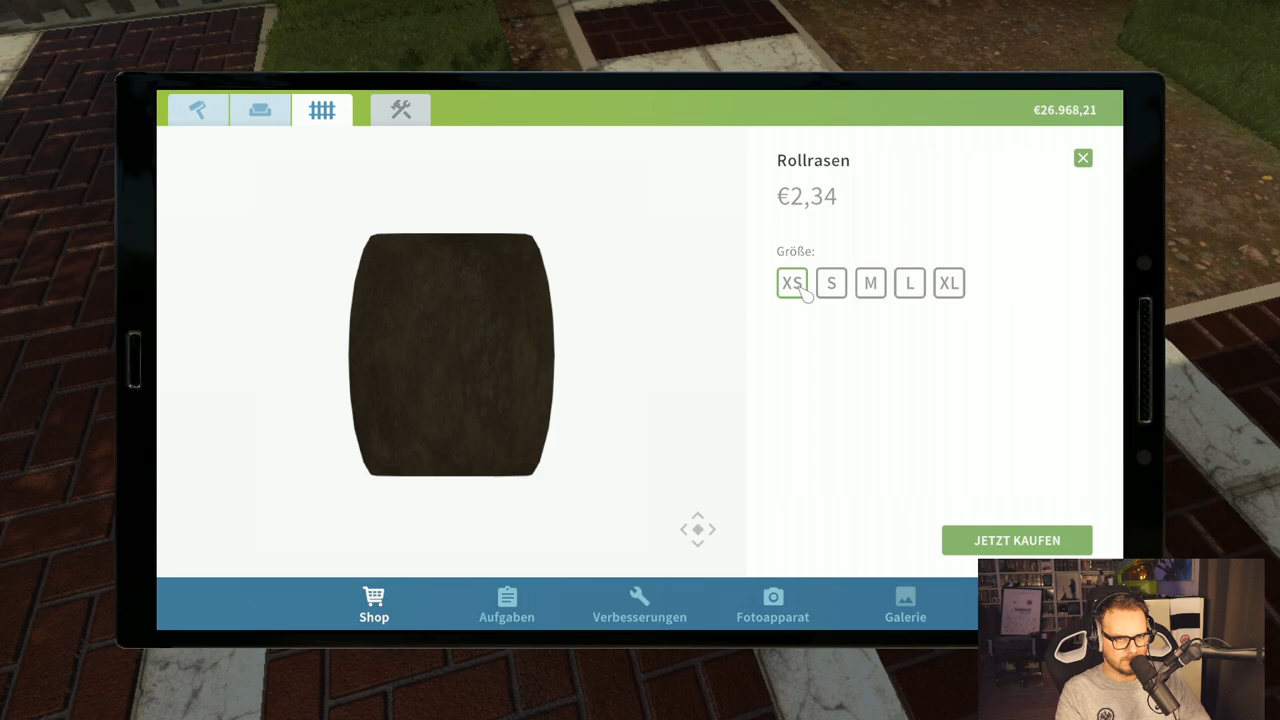 €26.968,21
Rollrasen
€2,34
Größe:
XS S M L XL
JETZT KAUFEN
Shop Aufgaben Verbesserungen Fotoapparat Galerie